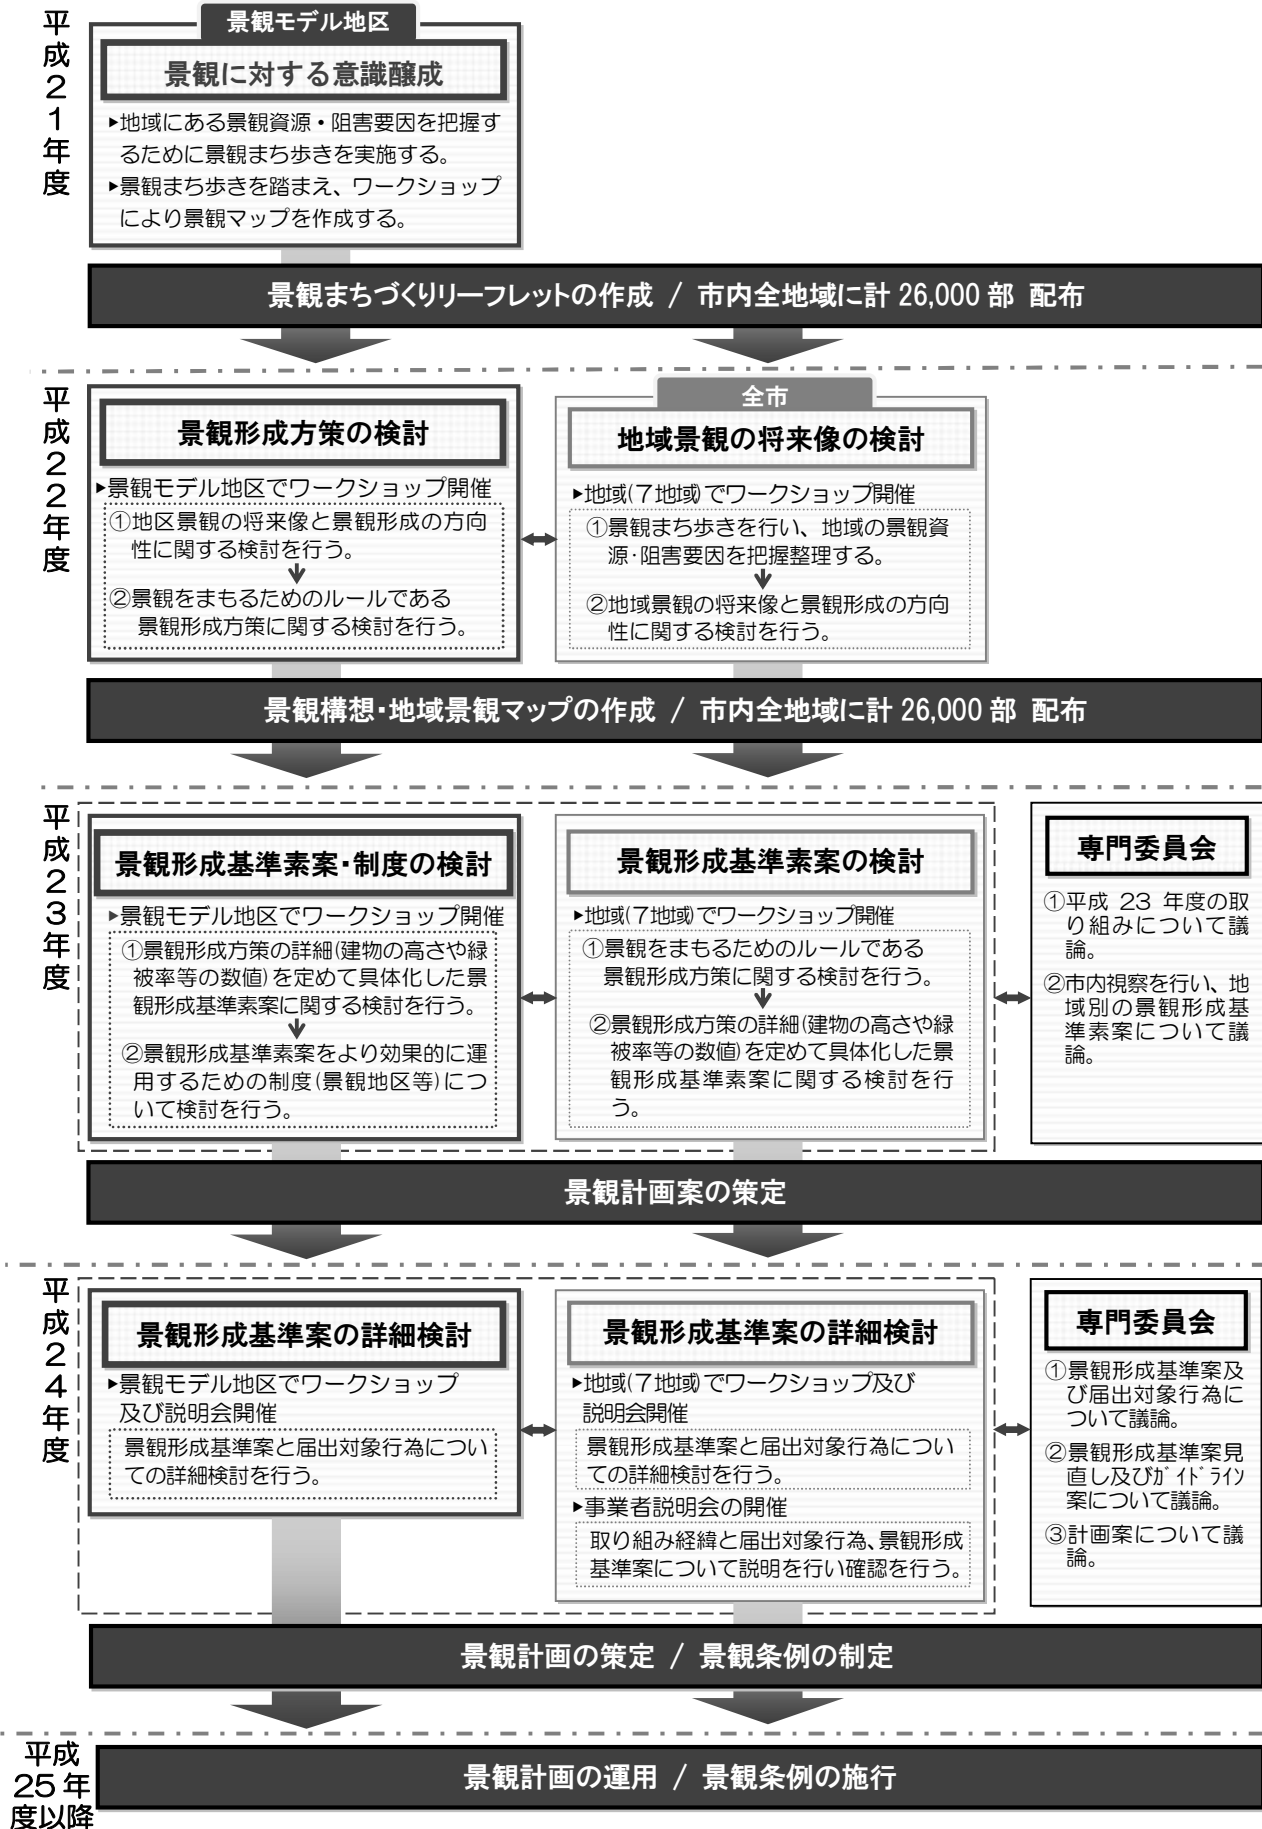 平成21年度
景観モデル地区
景観に対する意識醸成
▶地域にある景観資源・阻害要因を把握す
るために景観まち歩きを実施する。
▶景観まち歩きを踏まえ、ワークショップ
により景観マップを作成する。
景観まちづくりリーフレットの作成 / 市内全地域に計 26,000 部 配布
平成22年度
景観形成方策の検討
▶景観モデル地区でワークショップ開催
①地区景観の将来像と景観形成の方向
性に関する検討を行う。
②景観をまもるためのルールである
景観形成方策に関する検討を行う。
全市
地域景観の将来像の検討
▶地域(7地域)でワークショップ開催
①景観まち歩きを行い、地域の景観資
源・阻害要因を把握整理する。
②地域景観の将来像と景観形成の方向
性に関する検討を行う。
景観構想・地域景観マップの作成 / 市内全地域に計 26,000 部 配布
平成23年度
景観形成基準素案・制度の検討
▶景観モデル地区でワークショップ開催
①景観形成方策の詳細(建物の高さや緑
被率等の数値)を定めて具体化した景
観形成基準素案に関する検討を行う。
②景観形成基準素案をより効果的に運
用するための制度(景観地区等)につ
いて検討を行う。
景観形成基準素案の検討
▶地域(7地域)でワークショップ開催
①景観をまもるためのルールである
景観形成方策に関する検討を行う。
②景観形成方策の詳細(建物の高さや緑
被率等の数値)を定めて具体化した景
観形成基準素案に関する検討を行
う。
専門委員会
①平成 23 年度の取
り組みについて議
論。
②市内視察を行い、地
域別の景観形成基
準素案について議
論。
景観計画案の策定
平成24年度
景観形成基準案の詳細検討
▶景観モデル地区でワークショップ
及び説明会開催
景観形成基準案と届出対象行為につい
ての詳細検討を行う。
景観形成基準案の詳細検討
▶地域(7地域)でワークショップ及び
説明会開催
景観形成基準案と届出対象行為につい
ての詳細検討を行う。
▶事業者説明会の開催
取り組み経緯と届出対象行為、景観形成
基準案について説明を行い確認を行う。
専門委員会
①景観形成基準案及
び届出対象行為に
ついて議論。
②景観形成基準案見
直し及びｶﾞｲﾄﾞﾗｲﾝ
案について議論。
③計画案について議
論。
景観計画の策定 / 景観条例の制定
平成
25年
度以降
景観計画の運用 / 景観条例の施行